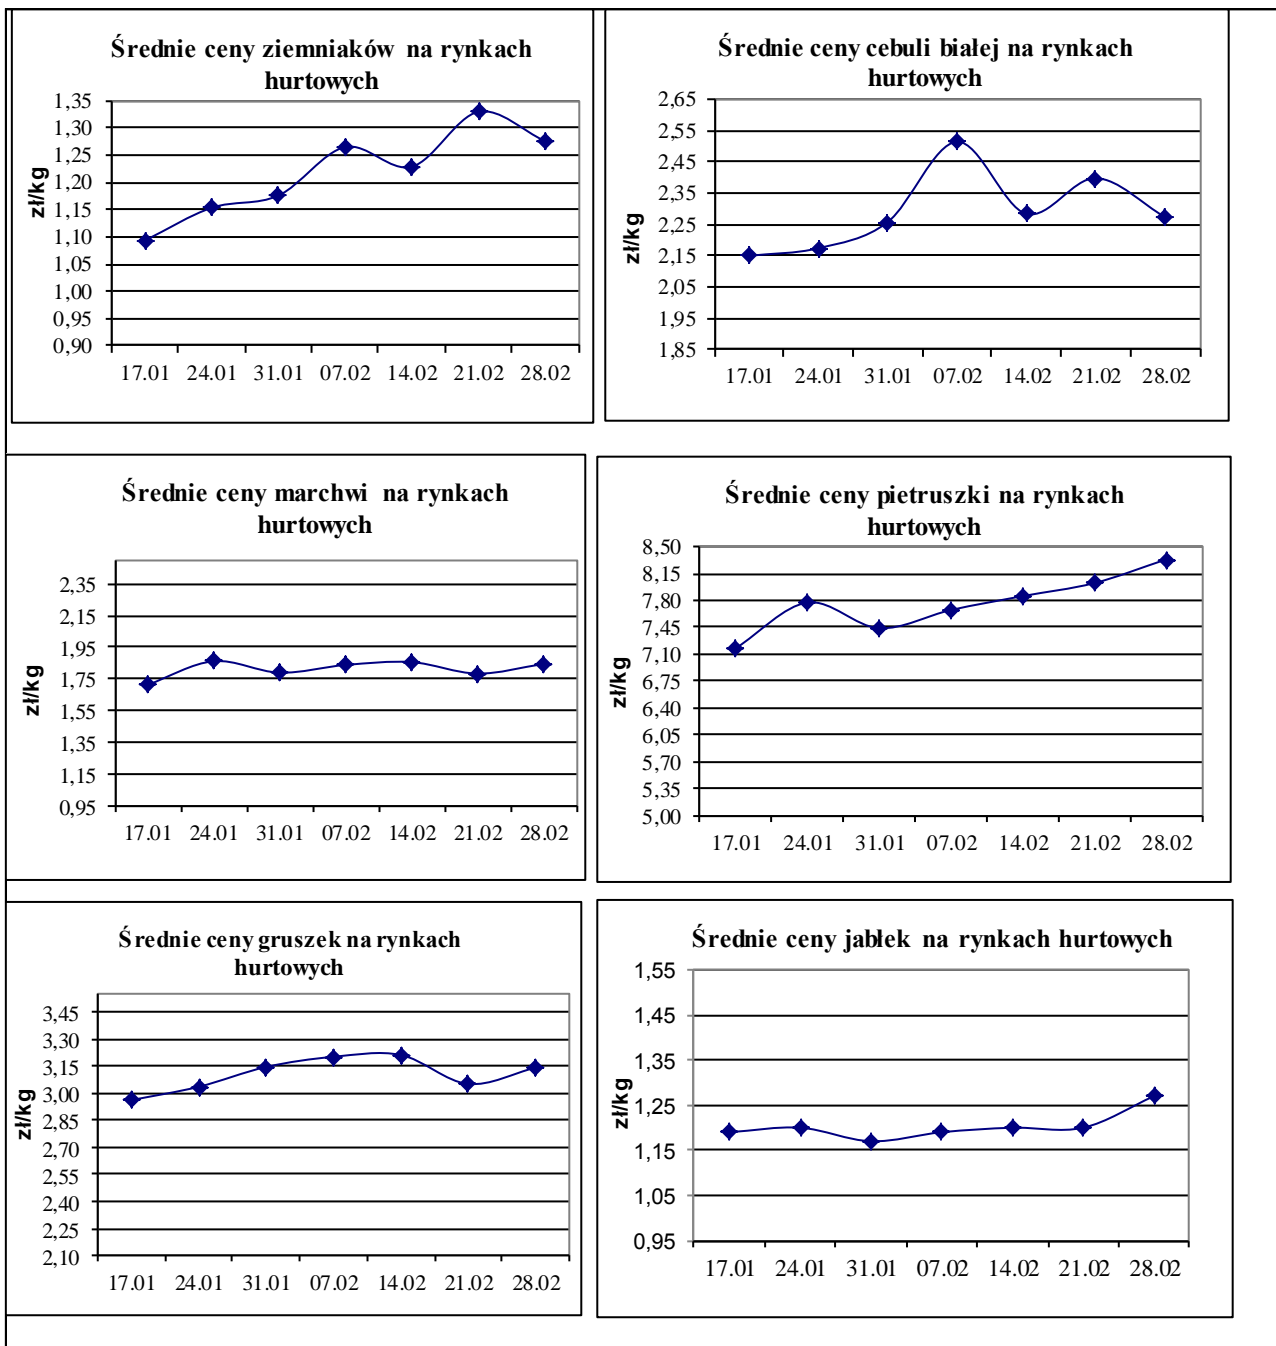 Średnie ceny ziemniaków na rynkach
hurtowych
zł/kg
1,35
1,30
1,25
1,20
1,15
1,10
1,05
1,00
0,95
0,90
17.01 24.01 31.01 07.02 14.02 21.02 28.02
Średnie ceny cebuli białej na rynkach
hurtowych
zł/kg
2,65
2,55
2,45
2,35
2,25
2,15
2,05
1,95
1,85
17.01 24.01 31.01 07.02 14.02 21.02 28.02
Średnie ceny marchwi na rynkach
hurtowych
zł/kg
2,35
2,15
1,95
1,75
1,55
1,35
1,15
0,95
17.01 24.01 31.01 07.02 14.02 21.02 28.02
Średnie ceny pietruszki na rynkach
hurtowych
zł/kg
8,50
8,15
7,80
7,45
7,10
6,75
6,40
6,05
5,70
5,35
5,00
17.01 24.01 31.01 07.02 14.02 21.02 28.02
Średnie ceny gruszek na rynkach
hurtowych
zł/kg
3,45
3,30
3,15
3,00
2,85
2,70
2,55
2,40
2,25
2,10
17.01 24.01 31.01 07.02 14.02 21.02 28.02
Średnie ceny jabłek na rynkach hurtowych
zł/kg
1,55
1,45
1,35
1,25
1,15
1,05
0,95
17.01 24.01 31.01 07.02 14.02 21.02 28.02